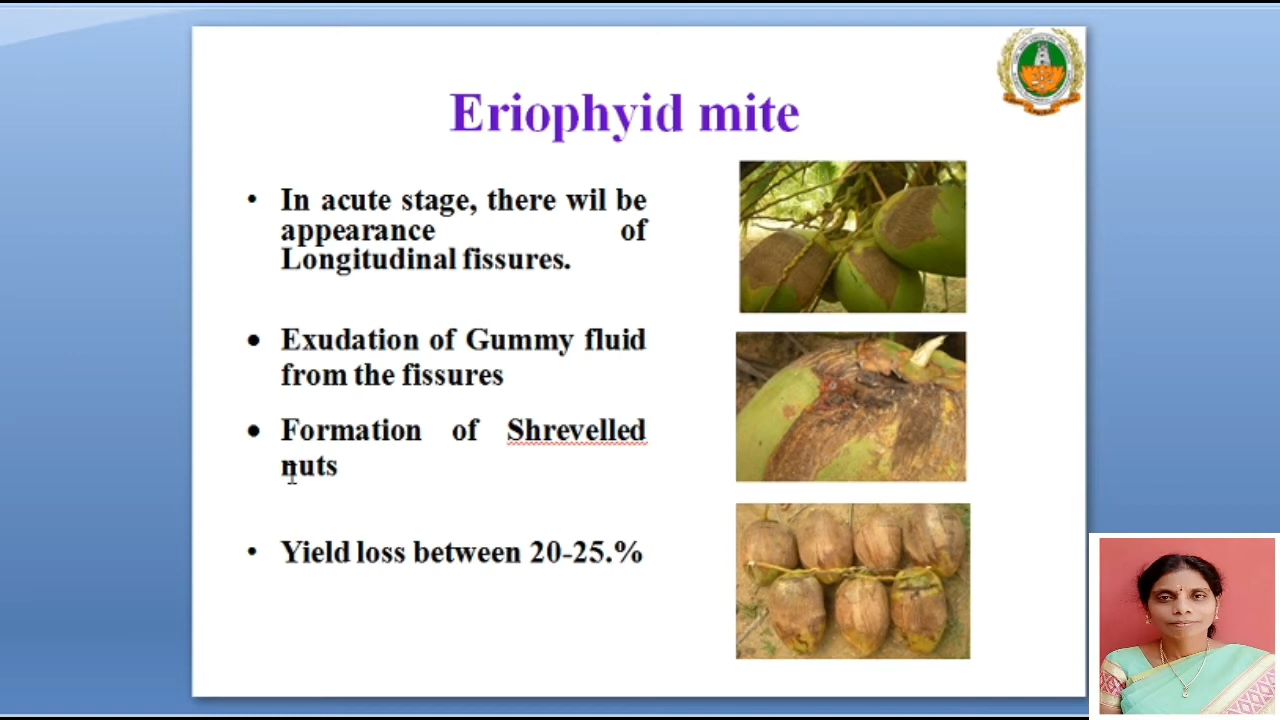 Eriophyid mite
• In acute stage, there wil be
appearance of
Longitudinal fissures.
• Exudation of Gummy fluid
from the fissures
• Formation of Shrevelled
nuts
• Yield loss between 20-25.%